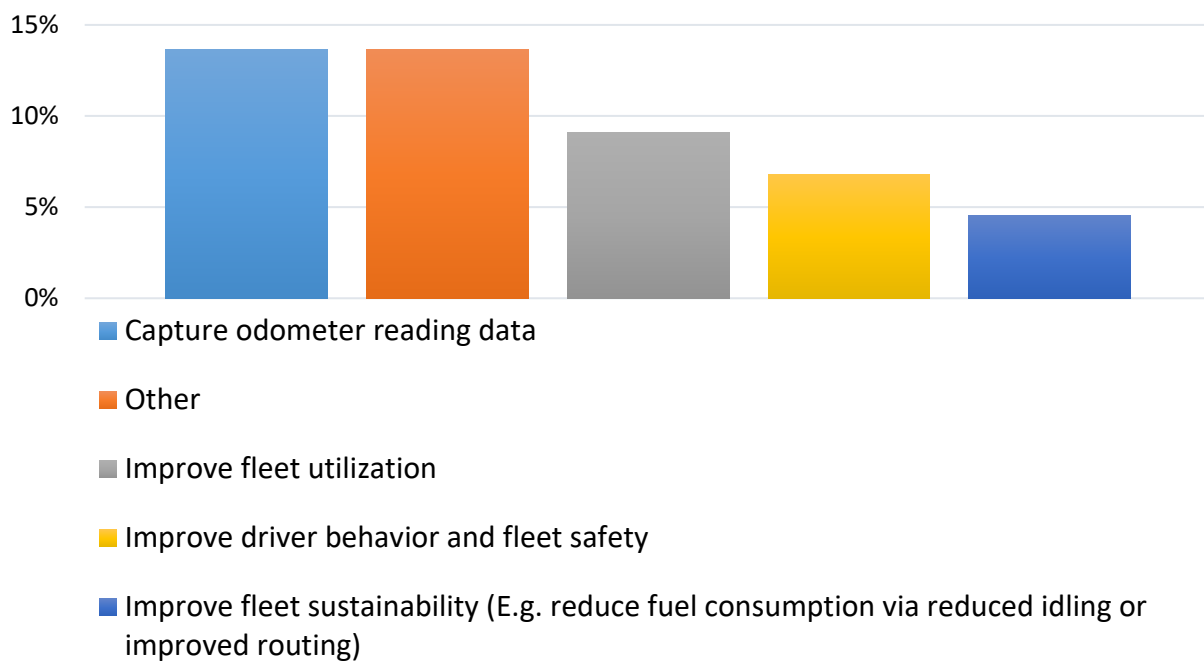 15%
10%
5%
0%
Capture odometer reading data
Other
Improve fleet utilization
Improve driver behavior and fleet safety
Improve fleet sustainability (E.g. reduce fuel consumption via reduced idling or
improved routing)